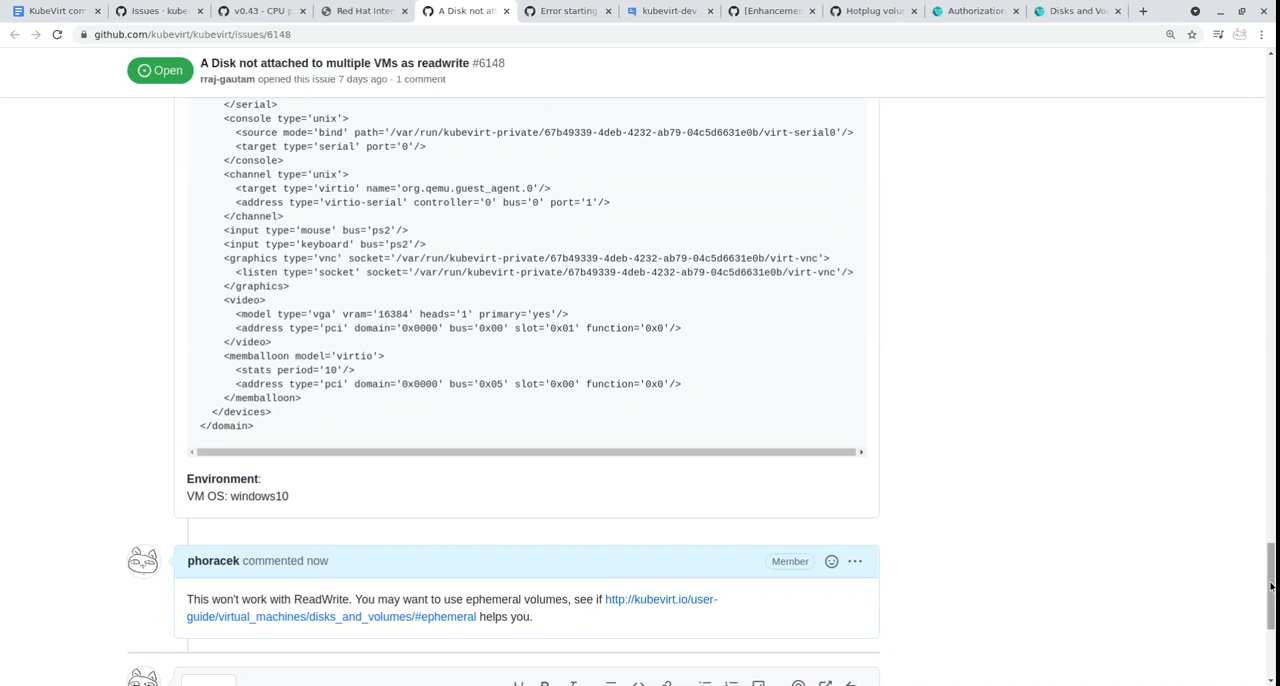 KubeVirt com
Issues · kube
v0.43 - CPU p
Red Hat Inter
A Disk not at
Error starting
kubevirt-dev
[Enhancemen
Hotplug volu
Authorization
Disks and Vo
github.com/kubevirt/kubevirt/issues/6148
Open
A Disk not attached to multiple VMs as readwrite #6148
rraj-gautam opened this issue 7 days ago · 1 comment
</serial>
<console type='unix'>
<source mode='bind' path='/var/run/kubevirt-private/67b49339-4deb-4232-ab79-04c5d6631e0b/virt-serial0'/>
<target type='serial' port='0'/>
</console>
<channel type='unix'>
<target type='virtio' name='org.qemu.guest_agent.0'/>
<address type='virtio-serial' controller='0' bus='0' port='1'/>
</channel>
<input type='mouse' bus='ps2'/>
<input type='keyboard' bus='ps2'/>
<graphics type='vnc' socket='/var/run/kubevirt-private/67b49339-4deb-4232-ab79-04c5d6631e0b/virt-vnc'>
<listen type='socket' socket='/var/run/kubevirt-private/67b49339-4deb-4232-ab79-04c5d6631e0b/virt-vnc'/>
</graphics>
<video>
<model type='vga' vram='16384' heads='1' primary='yes'/>
<address type='pci' domain='0x0000' bus='0x00' slot='0x01' function='0x0'/>
</video>
<memballoon model='virtio'>
<stats period='10'/>
<address type='pci' domain='0x0000' bus='0x05' slot='0x00' function='0x0'/>
</memballoon>
</devices>
</domain>
Environment:
VM OS: windows10
phoracek commented now
Member
This won't work with ReadWrite. You may want to use ephemeral volumes, see if http://kubevirt.io/user-
guide/virtual_machines/disks_and_volumes/#ephemeral helps you.